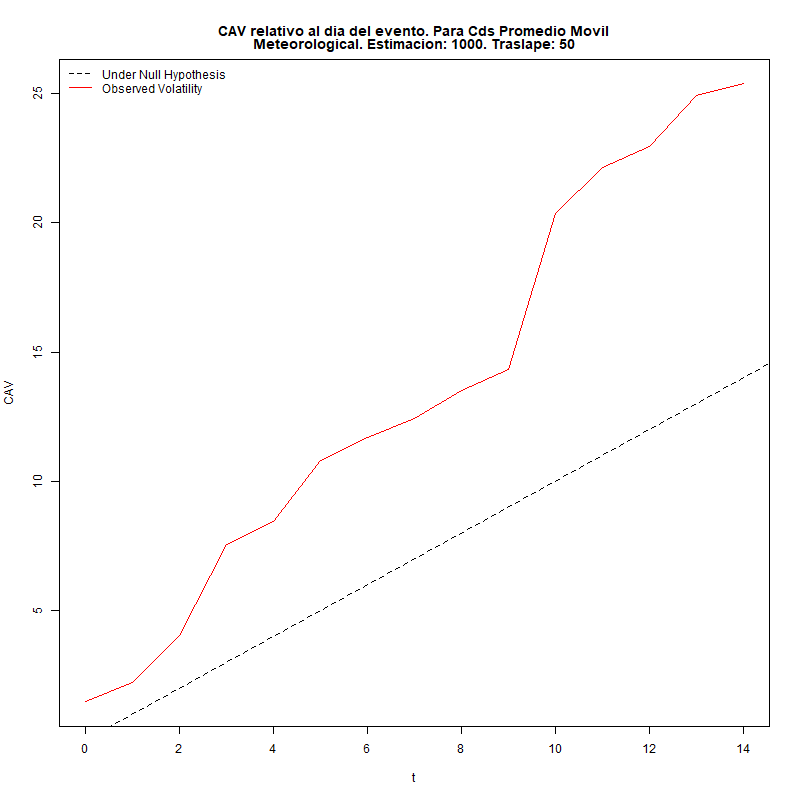 CAV relativo al dia del evento. Para Cds Promedio Movil
Meteorological. Estimacion: 1000. Traslape: 50
Under Null Hypothesis
Observed Volatility
25
20
15
10
5
CAV
0 2 4 6 8 10 12 14
t